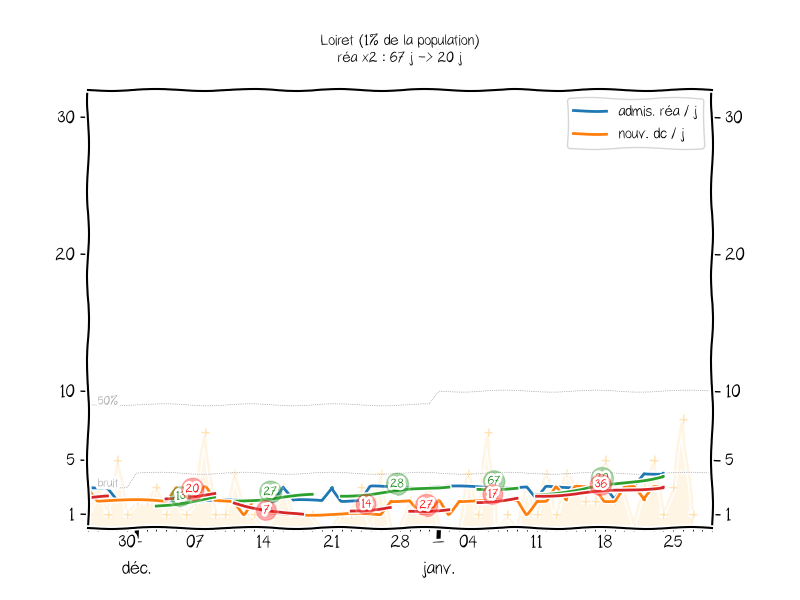 Loiret (1% de la population)
réa x2 : 67 j -> 20 j
admis. réa / j
nouv. dc / j
30 30
20 20
10 10
50%
5 5
bruit
1 1
13 20 27 7 14 28 27 67 17 36
30 07 14 21 28 04 11 18 25
déc. janv.